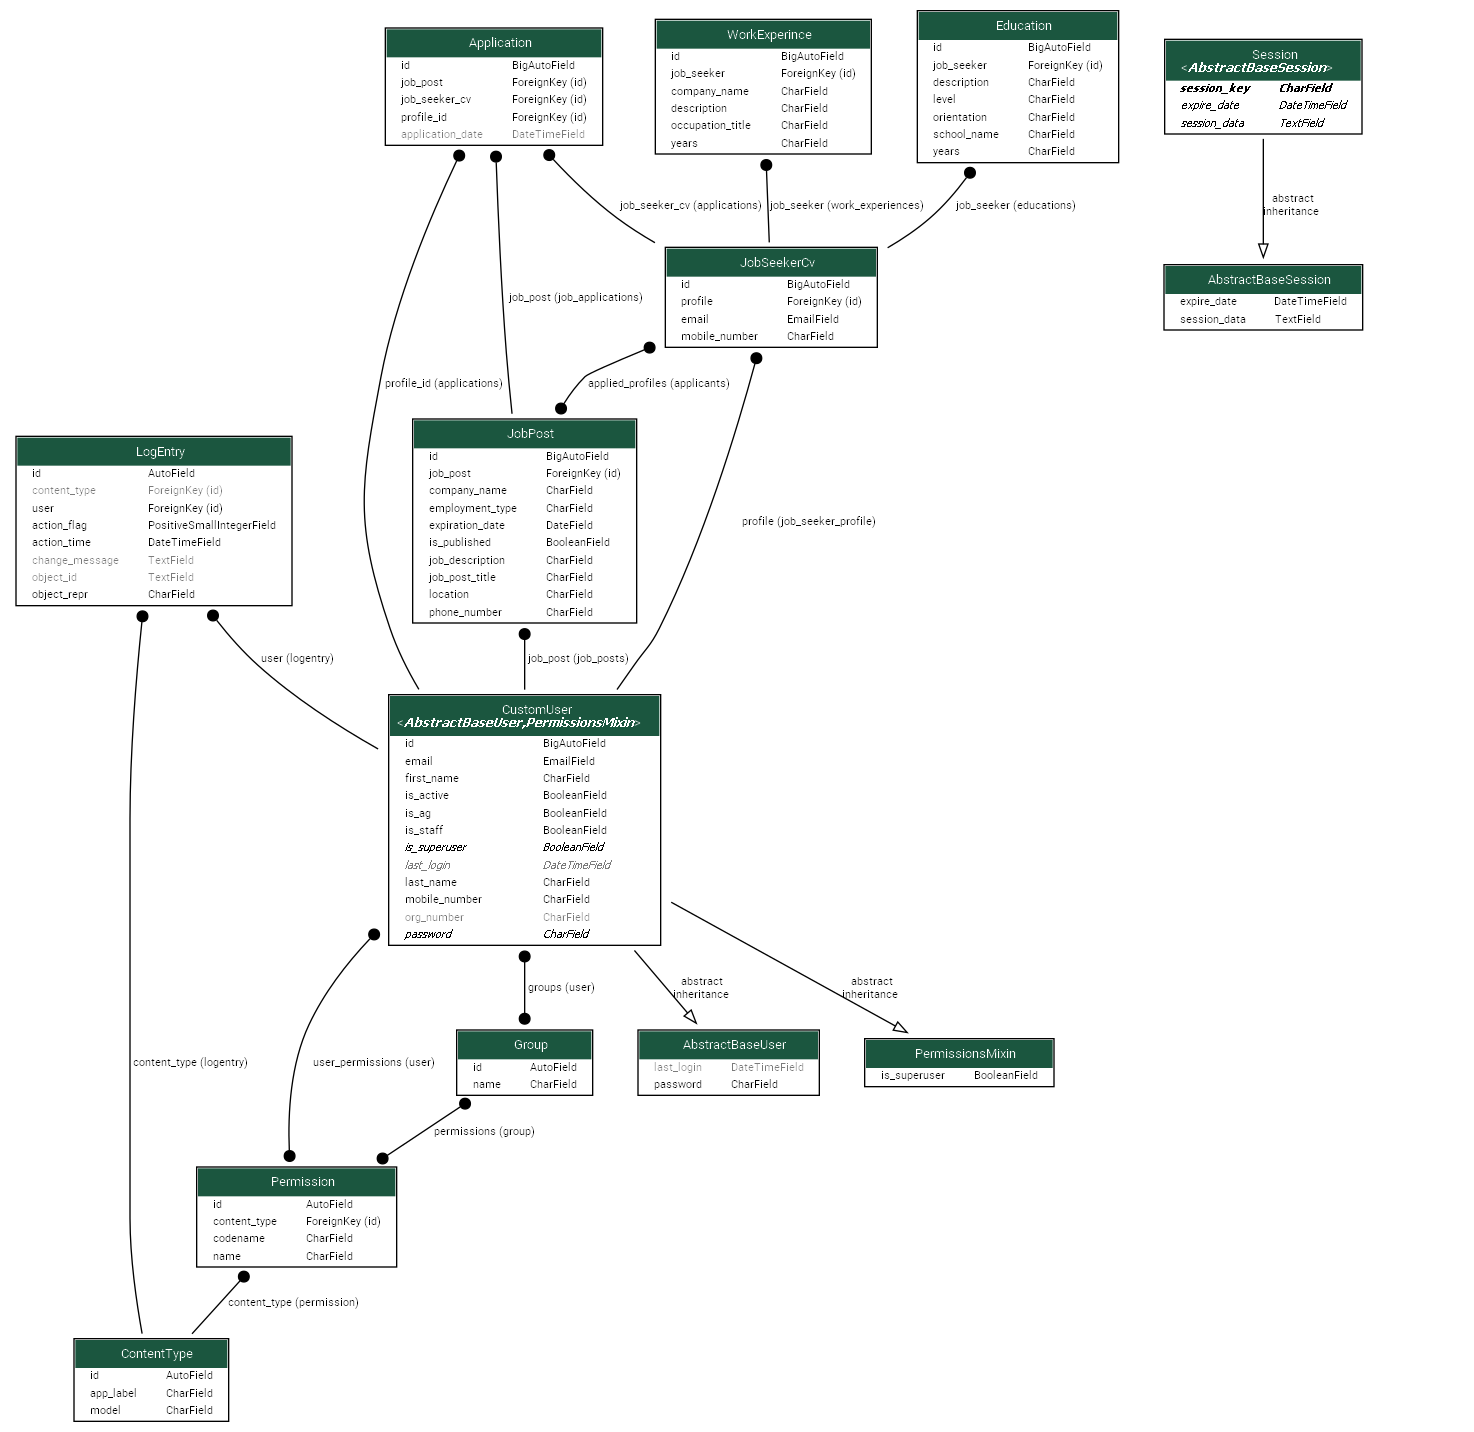 Application
id BigAutoField
job_post ForeignKey (id)
job_seeker_cv ForeignKey (id)
profile_id ForeignKey (id)
application_date DateTimeField
WorkExperince
id BigAutoField
job_seeker ForeignKey (id)
company_name CharField
description CharField
occupation_title CharField
years CharField
Education
id BigAutoField
job_seeker ForeignKey (id)
description CharField
level CharField
orientation CharField
school_name CharField
years CharField
Session
<AbstractBaseSession>
session_key CharField
expire_date DateTimeField
session_data TextField
job_seeker_cv (applications)
job_seeker (work_experiences)
job_seeker (educations)
abstract
inheritance
JobSeekerCv
id BigAutoField
profile ForeignKey (id)
email EmailField
mobile_number CharField
AbstractBaseSession
expire_date DateTimeField
session_data TextField
job_post (job_applications)
profile_id (applications)
applied_profiles (applicants)
JobPost
id BigAutoField
job_post ForeignKey (id)
company_name CharField
employment_type CharField
expiration_date DateField
is_published BooleanField
job_description CharField
job_post_title CharField
location CharField
phone_number CharField
LogEntry
id AutoField
content_type ForeignKey (id)
user ForeignKey (id)
action_flag PositiveSmallIntegerField
action_time DateTimeField
change_message TextField
object_id TextField
object_repr CharField
profile (job_seeker_profile)
user (logentry)
job_post (job_posts)
CustomUser
<AbstractBaseUser,PermissionsMixin>
id BigAutoField
email EmailField
first_name CharField
is_active BooleanField
is_ag BooleanField
is_staff BooleanField
is_superuser BooleanField
last_login DateTimeField
last_name CharField
mobile_number CharField
org_number CharField
password CharField
groups (user)
abstract
inheritance
abstract
inheritance
content_type (logentry)
user_permissions (user)
Group
id AutoField
name CharField
AbstractBaseUser
last_login DateTimeField
password CharField
PermissionsMixin
is_superuser BooleanField
permissions (group)
Permission
id AutoField
content_type ForeignKey (id)
codename CharField
name CharField
content_type (permission)
ContentType
id AutoField
app_label CharField
model CharField